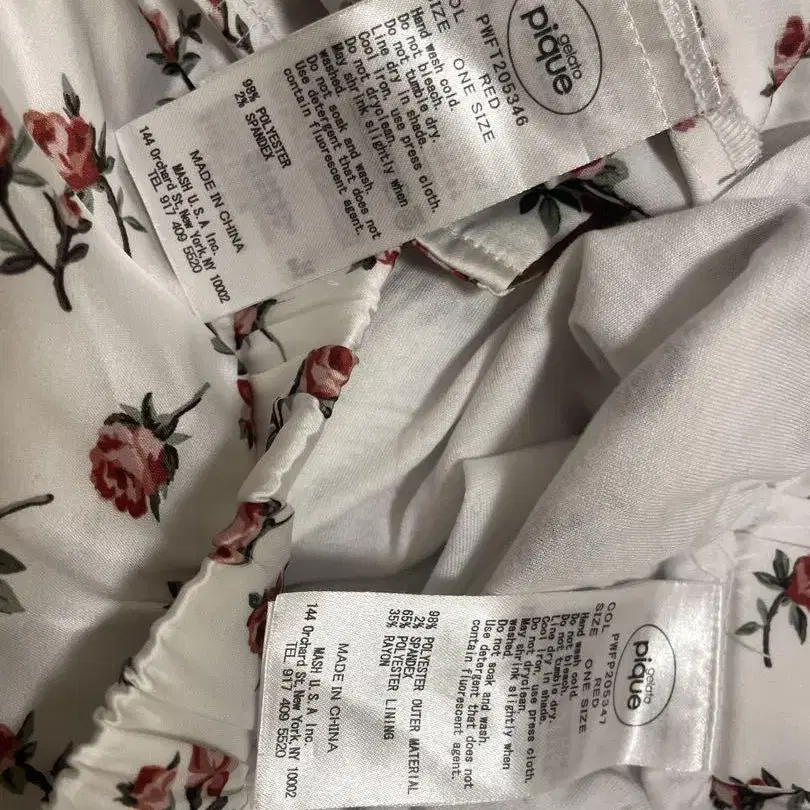 gelato
pique
PWFT205346
COL RED
ONE SIZE
Hand wash cold.
Do not bleach.
Do not tumble dry.
Line dry in shade.
Cool iron, use press cloth.
Do not dryclean.
May shrink slightly when
washed.
Do not soak and wash.
Use detergent that does not
contain fluorescent agent.
98% POLYESTER
2% SPANDEX
MADE IN CHINA
MASH U.S.A Inc.
144 Orchard St, New York, NY 10002
TEL 917 409 5520
gelato
pique
PWFP205347
COL RED
SIZE ONE SIZE
Hand wash cold.
Do not bleach.
Do not tumble dry.
Line dry in shade.
Cool iron, use press cloth.
Do not dryclean.
May shrink slightly when
washed.
Do not soak and wash.
Use detergent that does not
contain fluorescent agent.
98% POLYESTER OUTER MATERIAL
2% SPANDEX
65% POLYESTER LINING
35% RAYON
MADE IN CHINA
MASH U.S.A Inc.
144 Orchard St, New York, NY 10002
TEL 917 409 5520